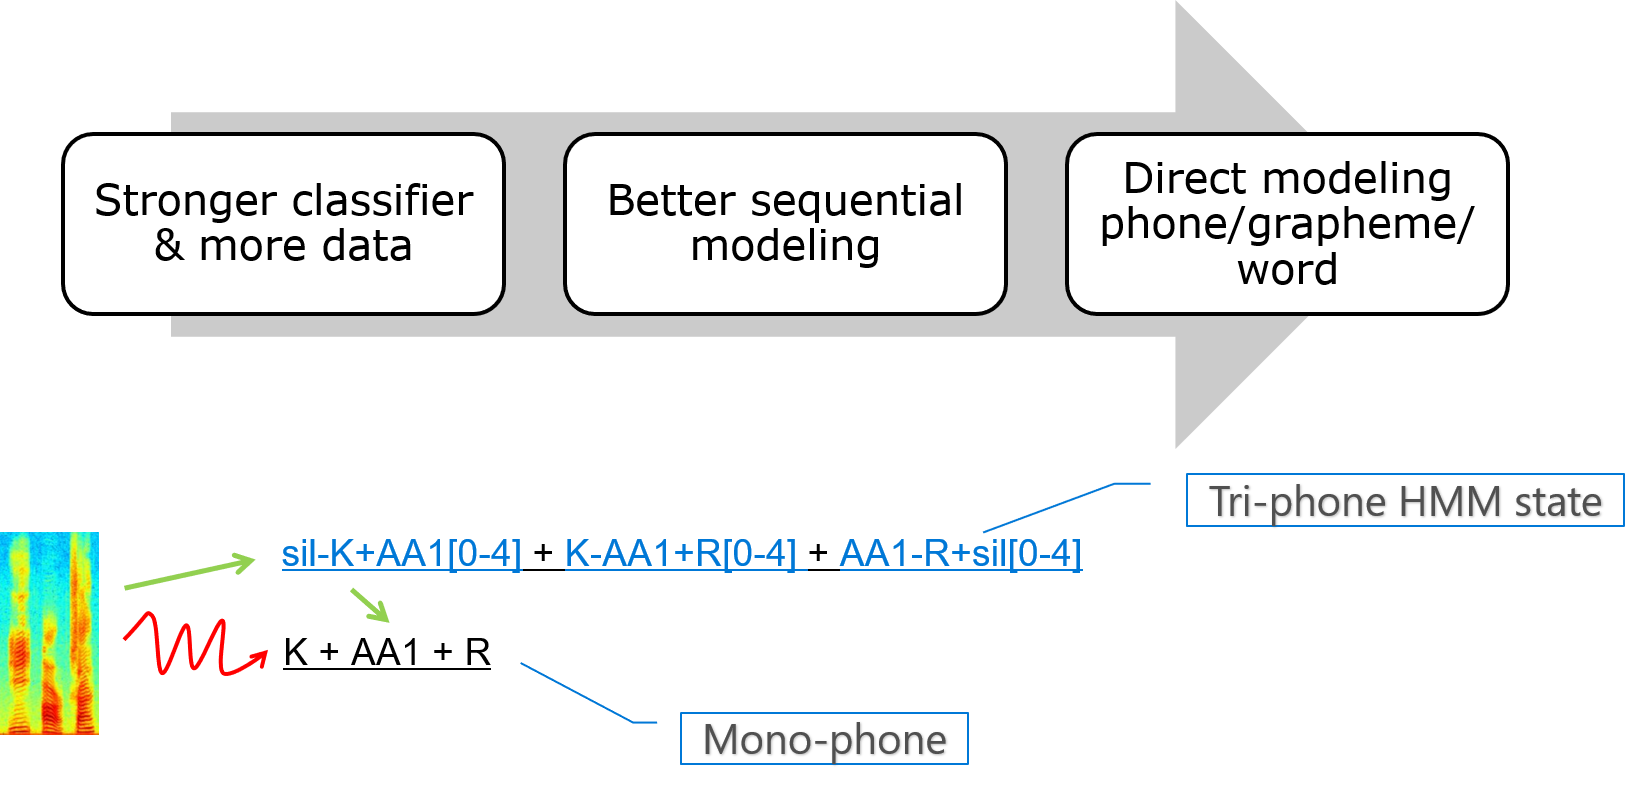 Stronger classifier
& more data
Better sequential
modeling
Direct modeling
phone/grapheme/
word
Tri-phone HMM state
sil-K+AA1[0-4] + K-AA1+R[0-4] + AA1-R+sil[0-4]
K + AA1 + R
Mono-phone